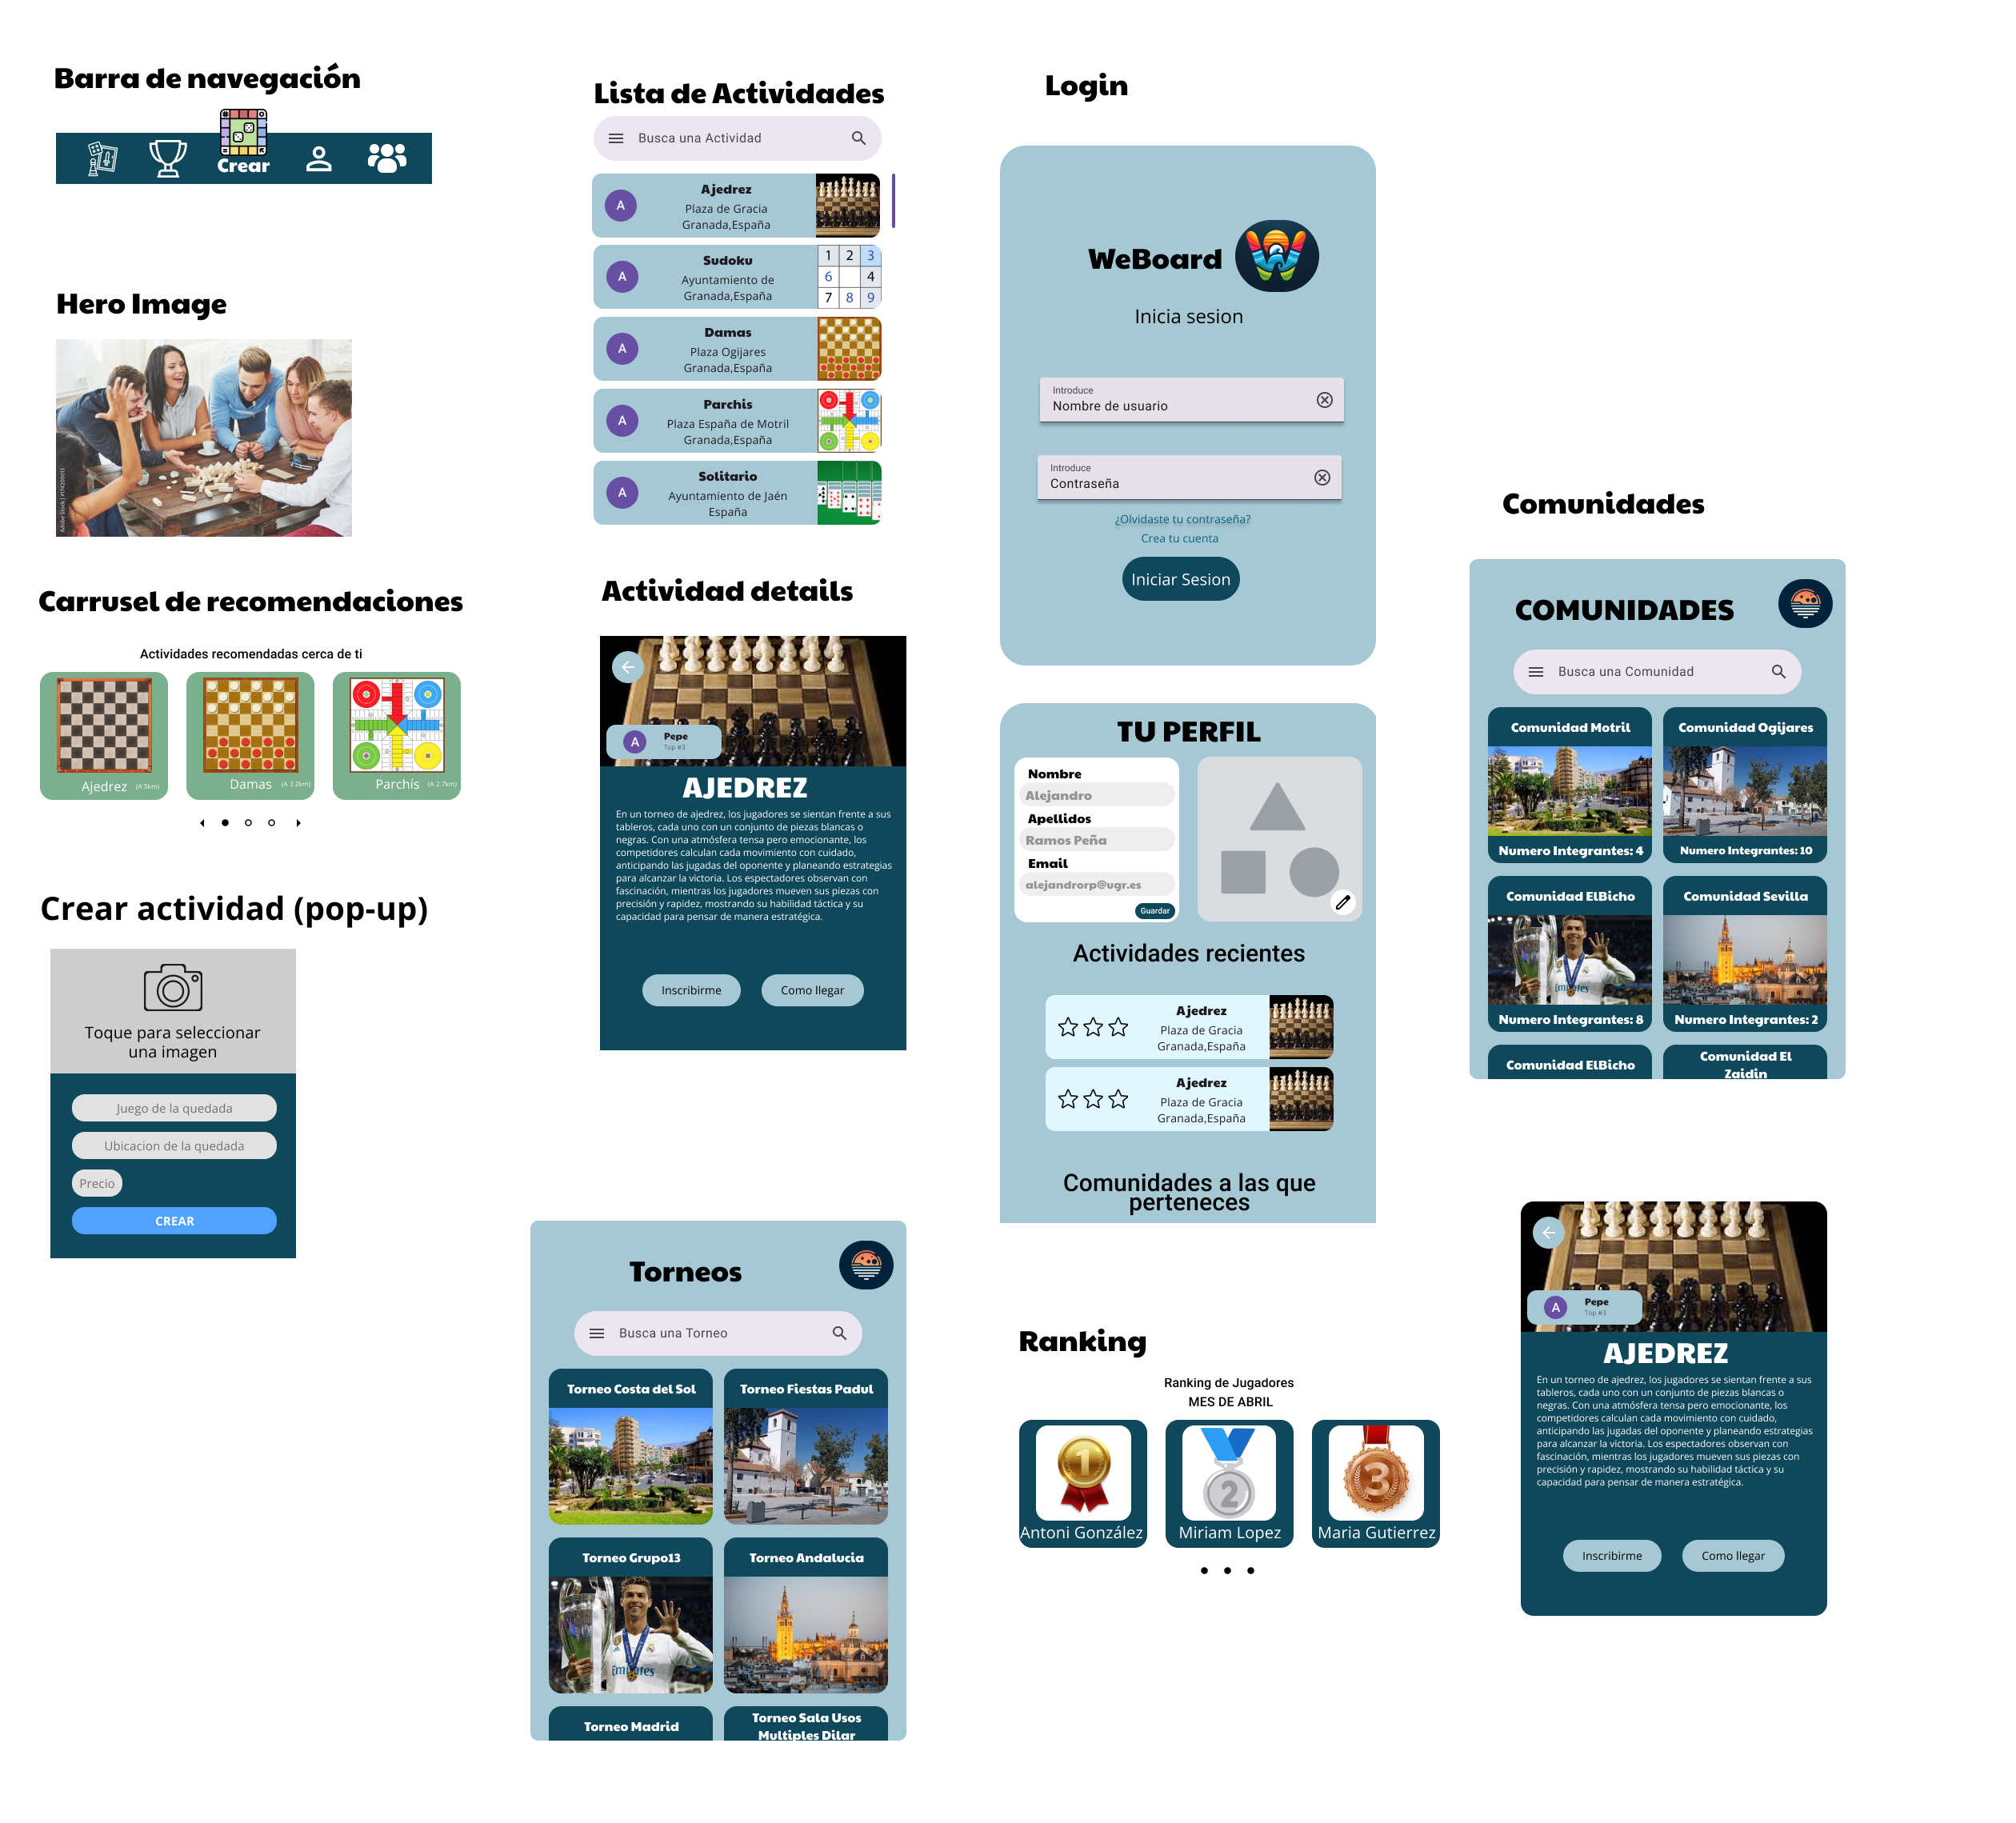 Barra de navegación
Crear
Hero Image
Adobe Stock
Carrusel de recomendaciones
Actividades recomendadas cerca de ti
Ajedrez (A 5km)
Damas (A 3.2km)
Parchís (A 2.7km)
Crear actividad (pop-up)
Toque para seleccionar
una imagen
Juego de la quedada
Ubicacion de la quedada
Precio
CREAR
Lista de Actividades
Busca una Actividad
A
Ajedrez
Plaza de Gracia
Granada,España
A
Sudoku
Ayuntamiento de
Granada,España
1 2 3
6 4
7 8 9
A
Damas
Plaza Ogijares
Granada,España
A
Parchis
Plaza España de Motril
Granada,España
A
Solitario
Ayuntamiento de Jaén
España
Actividad details
A
Pepe
Top #3
AJEDREZ
En un torneo de ajedrez, los jugadores se sientan frente a sus
tableros, cada uno con un conjunto de piezas blancas o
negras. Con una atmósfera tensa pero emocionante, los
competidores calculan cada movimiento con cuidado,
anticipando las jugadas del oponente y planeando estrategias
para alcanzar la victoria. Los espectadores observan con
fascinación, mientras los jugadores mueven sus piezas con
precisión y rapidez, mostrando su habilidad táctica y su
capacidad para pensar de manera estratégica.
Inscribirme
Como llegar
Torneos
Busca una Torneo
Torneo Costa del Sol
Torneo Fiestas Padul
Torneo Grupo13
Emirates
Torneo Andalucia
Torneo Madrid
Torneo Sala Usos
Multiples Dilar
Login
WeBoard
Inicia sesion
Introduce
Nombre de usuario
Introduce
Contraseña
¿Olvidaste tu contraseña?
Crea tu cuenta
Iniciar Sesion
TU PERFIL
Nombre
Alejandro
Apellidos
Ramos Peña
Email
alejandrorp@ugr.es
Guardar
Actividades recientes
Ajedrez
Plaza de Gracia
Granada,España
Ajedrez
Plaza de Gracia
Granada,España
Comunidades a las que
perteneces
Ranking
Ranking de Jugadores
MES DE ABRIL
1
Antoni González
2
Miriam Lopez
3
Maria Gutierrez
Comunidades
COMUNIDADES
Busca una Comunidad
Comunidad Motril
Numero Integrantes: 4
Comunidad Ogijares
Numero Integrantes: 10
Comunidad ElBicho
Emirates
Numero Integrantes: 8
Comunidad Sevilla
Numero Integrantes: 2
Comunidad ElBicho
Comunidad El
Zaidin
A
Pepe
Top #3
AJEDREZ
En un torneo de ajedrez, los jugadores se sientan frente a sus
tableros, cada uno con un conjunto de piezas blancas o
negras. Con una atmósfera tensa pero emocionante, los
competidores calculan cada movimiento con cuidado,
anticipando las jugadas del oponente y planeando estrategias
para alcanzar la victoria. Los espectadores observan con
fascinación, mientras los jugadores mueven sus piezas con
precisión y rapidez, mostrando su habilidad táctica y su
capacidad para pensar de manera estratégica.
Inscribirme
Como llegar